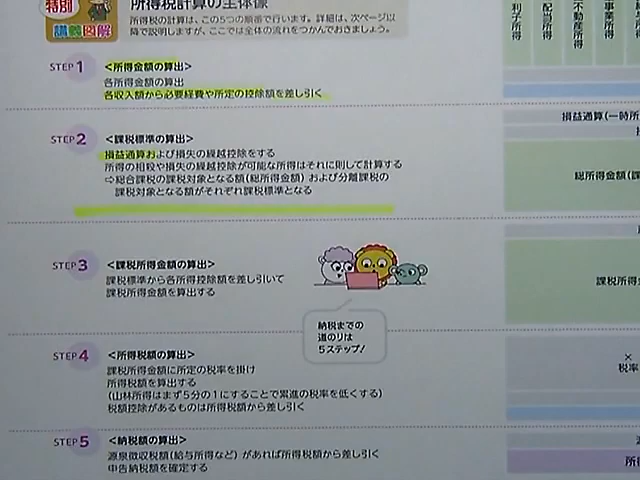 特別
講義図解
所得税計算の全体像
所得税の計算は、この5つの順番で行います。詳細は、次ページ以
降で説明しますが、ここでは全体の流れをつかんでおきましょう。
利子所得
配当所得
不動所得
事業所得
STEP 1 <所得金額の算出>
各所得金額の算出
各収入額から必要経費や所定の控除額を差し引く
STEP 2 <課税標準の算出>
損益通算および損失の繰越控除をする
所得の相殺や損失の繰越控除が可能な所得はそれに則して計算する
⇨総合課税の課税対象となる額(総所得金額) および分離課税の
課税対象となる額がそれぞれ課税標準となる
損益通算(一時所
総所得金額(課
STEP 3 <課税所得金額の算出>
課税標準から各所得控除額を差し引いて
課税所得金額を算出する
課税所得金
納税までの
道のりは
5ステップ!
STEP 4 <所得税額の算出>
課税所得金額に所定の税率を掛け
所得税額を算出する
(山林所得はまず5分の1にすることで累進の税率を低くする)
税額控除があるものは所得税額から差し引く
×
税率
STEP 5 <納税額の算出>
源泉徴収税額(給与所得など) があれば所得税額から差し引く
申告納税額を確定する
所得